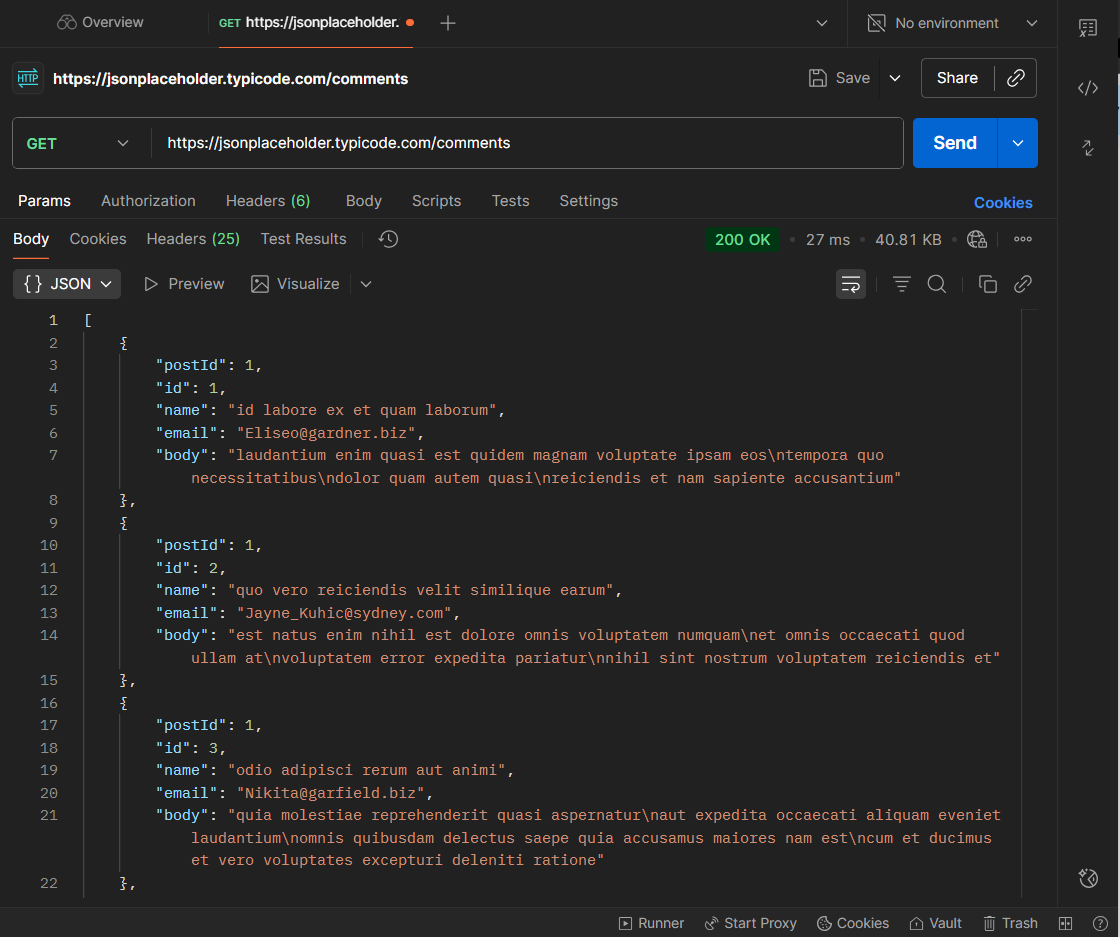 Overview
GET https://jsonplaceholder.
No environment
HTTP https://jsonplaceholder.typicode.com/comments
Save
Share
GET
https://jsonplaceholder.typicode.com/comments
Send
Params Authorization Headers (6) Body Scripts Tests Settings
Cookies
Body Cookies Headers (25) Test Results
200 OK • 27 ms • 40.81 KB
{ } JSON Preview Visualize
1 [
2 {
3 "postId": 1,
4 "id": 1,
5 "name": "id labore ex et quam laborum",
6 "email": "Eliseo@gardner.biz",
7 "body": "laudantium enim quasi est quidem magnam voluptate ipsam eos\ntempora quo
necessitatibus\ndolor quam autem quasi\nreiciendis et nam sapiente accusantium"
8 },
9 {
10 "postId": 1,
11 "id": 2,
12 "name": "quo vero reiciendis velit similique earum",
13 "email": "Jayne_Kuhic@sydney.com",
14 "body": "est natus enim nihil est dolore omnis voluptatem numquam\net omnis occaecati quod
ullam at\nvoluptatem error expedita pariatur\nnihil sint nostrum voluptatem reiciendis et"
15 },
16 {
17 "postId": 1,
18 "id": 3,
19 "name": "odio adipisci rerum aut animi",
20 "email": "Nikita@garfield.biz",
21 "body": "quia molestiae reprehenderit quasi aspernatur\naut expedita occaecati aliquam eveniet
laudantium\nomnis quibusdam delectus saepe quia accusamus maiores nam est\ncum et ducimus
et vero voluptates excepturi deleniti ratione"
22 },
Runner Start Proxy Cookies Vault Trash